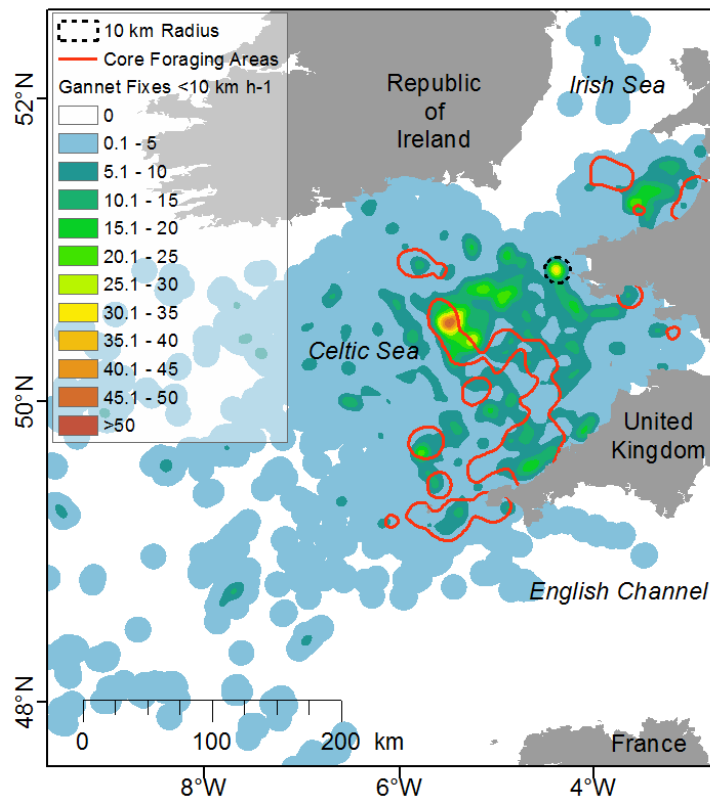 10 km Radius
Core Foraging Areas
Gannet Fixes <10 km h-1
0
0.1 - 5
5.1 - 10
10.1 - 15
15.1 - 20
20.1 - 25
25.1 - 30
30.1 - 35
35.1 - 40
40.1 - 45
45.1 - 50
>50
Republic
of
Ireland
Irish Sea
Celtic Sea
United
Kingdom
English Channel
France
0 100 200 km
52°N
50°N
48°N
8°W 6°W 4°W